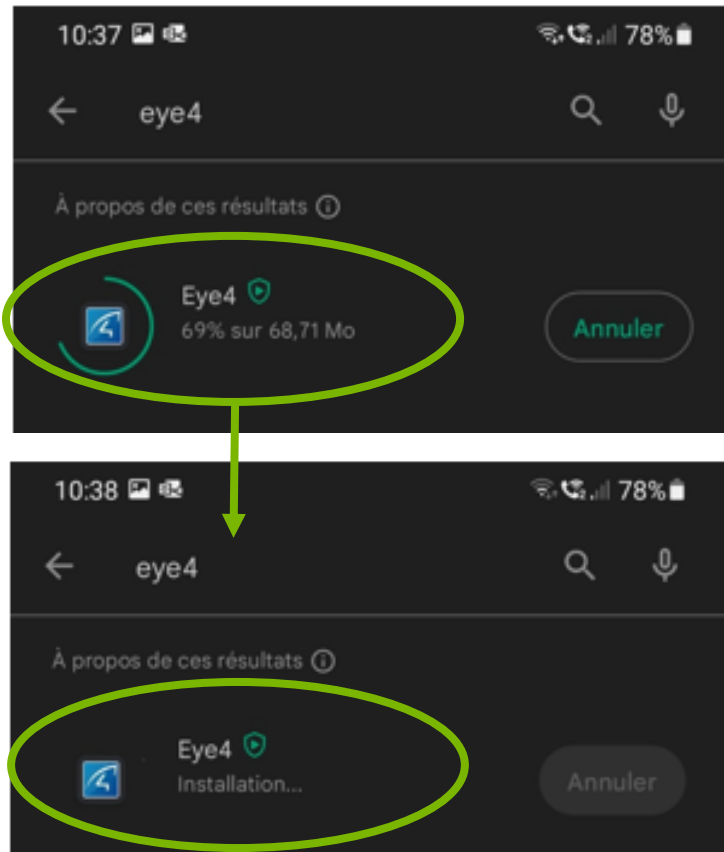 10:37 78%
eye4
À propos de ces résultats
Eye4
69% sur 68,71 Mo
Annuler
10:38 78%
eye4
À propos de ces résultats
Eye4
Installation...
Annuler